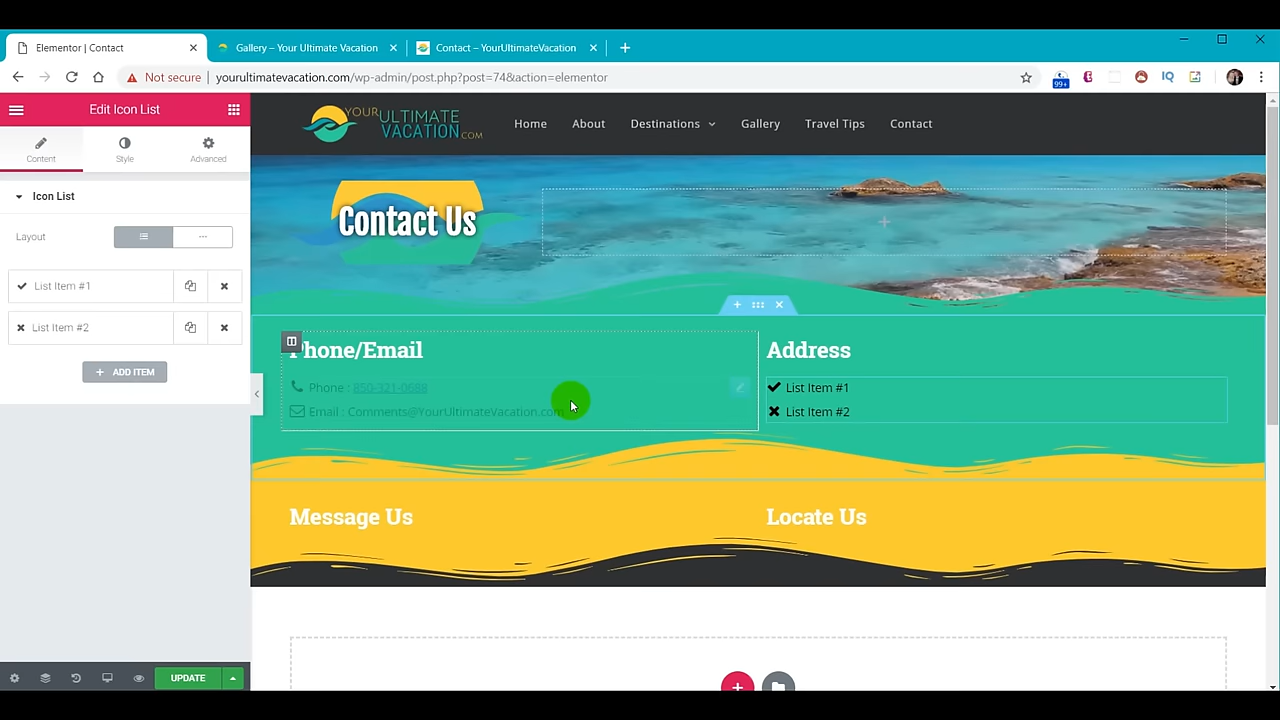 Elementor | Contact
Gallery – Your Ultimate Vacation
Contact – YourUltimateVacation
Not secure | yourultimatevacation.com/wp-admin/post.php?post=74&action=elementor
99+
IQ
Edit Icon List
Content
Style
Advanced
Icon List
Layout
List Item #1
List Item #2
ADD ITEM
UPDATE
YOUR ULTIMATE VACATION.COM
Home
About
Destinations
Gallery
Travel Tips
Contact
Contact Us
Phone/Email
Phone : 850-321-0688
Email : Comments@YourUltimateVacation.com
Address
List Item #1
List Item #2
Message Us
Locate Us